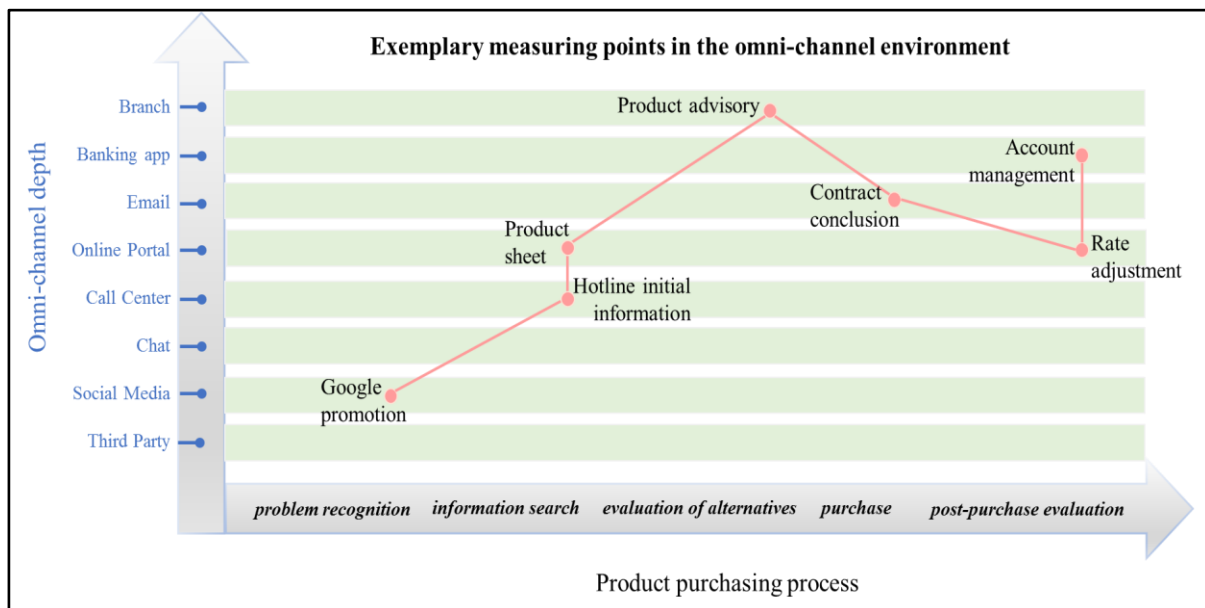 Exemplary measuring points in the omni-channel environment
Omni-channel depth
Branch
Banking app
Email
Online Portal
Call Center
Chat
Social Media
Third Party
Product advisory
Account
management
Contract
conclusion
Product
sheet
Rate
adjustment
Hotline initial
information
Google
promotion
problem recognition
information search
evaluation of alternatives
purchase
post-purchase evaluation
Product purchasing process